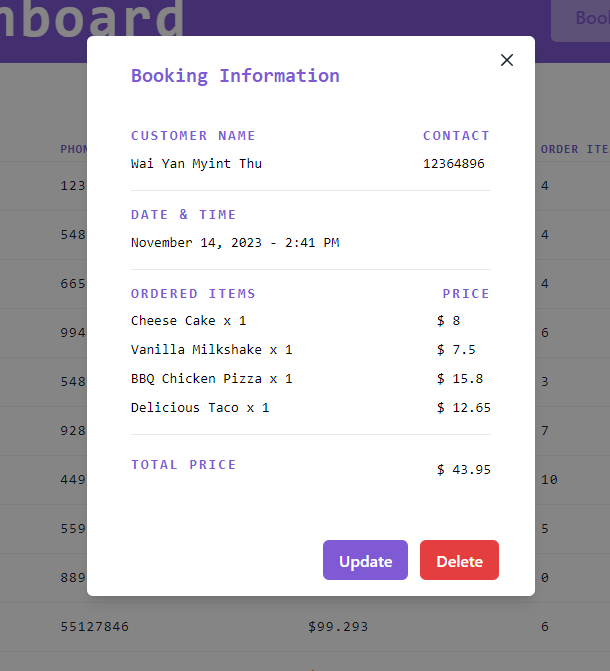 Booking Information
CUSTOMER NAME CONTACT
Wai Yan Myint Thu 12364896
DATE & TIME
November 14, 2023 - 2:41 PM
ORDERED ITEMS PRICE
Cheese Cake x 1 $ 8
Vanilla Milkshake x 1 $ 7.5
BBQ Chicken Pizza x 1 $ 15.8
Delicious Taco x 1 $ 12.65
TOTAL PRICE $ 43.95
Update Delete
nboard
Book
PHON ORDER ITE
123 4
548 4
665 4
994 6
548 3
928 7
449 10
559 5
889 0
55127846 $99.293 6